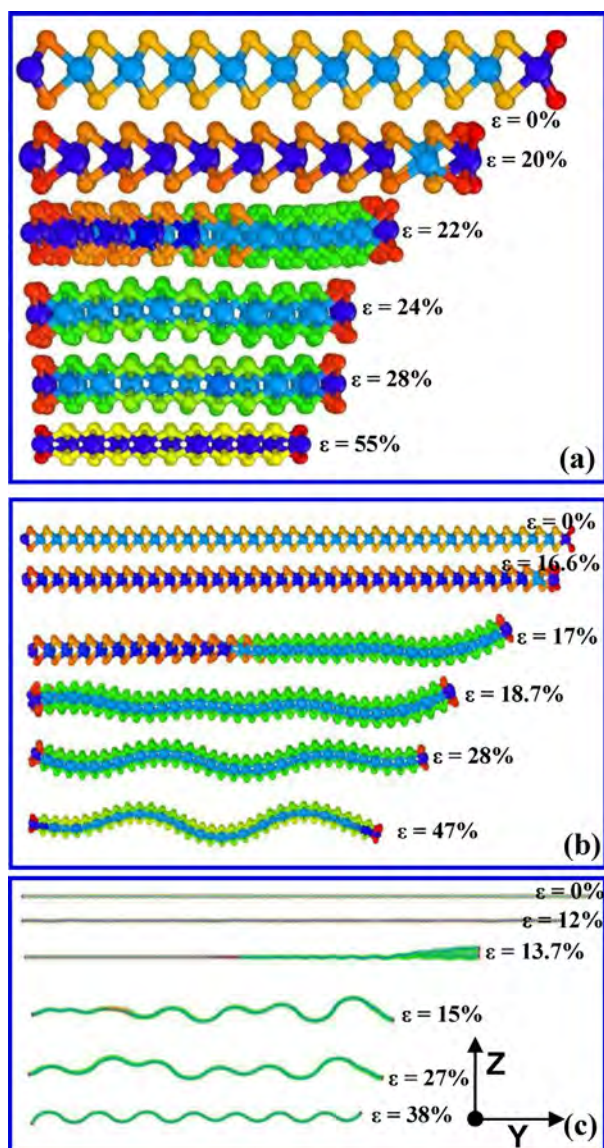 ε = 0%
ε = 20%
ε = 22%
ε = 24%
ε = 28%
ε = 55%
(a)
ε = 0%
ε = 16.6%
ε = 17%
ε = 18.7%
ε = 28%
ε = 47%
(b)
ε = 0%
ε = 12%
ε = 13.7%
ε = 15%
Z
ε = 27%
ε = 38%
Y
(c)